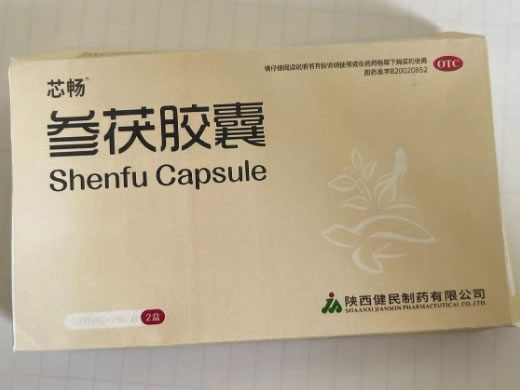 请仔细阅读说明书并按说明使用或在药师指导下购买和使用
OTC
国药准字B20020652
芯畅
参茯胶囊
Shenfu Capsule
陕西健民制药有限公司
SHAANXI JIANMIN PHARMACEUTICAL CO.,LTD.
2盒